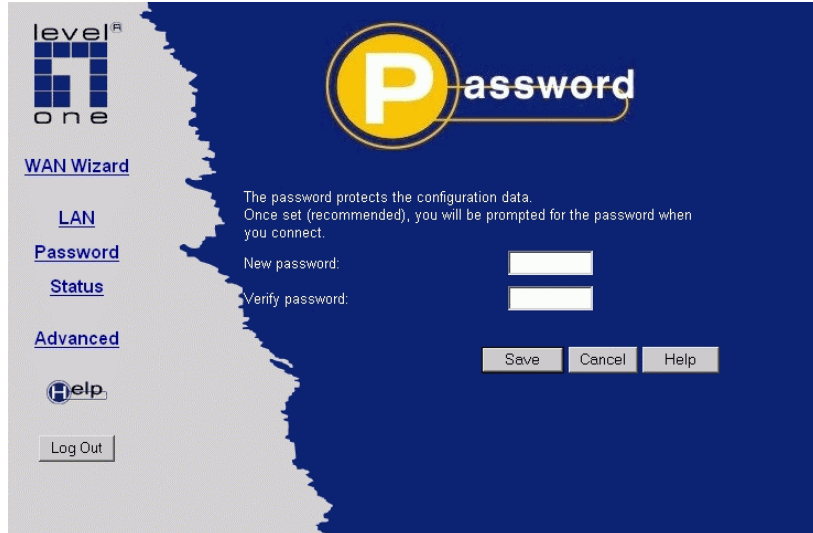 level®
one
WAN Wizard
LAN
Password
Status
Advanced
Help
Log Out
Password
The password protects the configuration data.
Once set (recommended), you will be prompted for the password when
you connect.
New password:
Verify password:
Save Cancel Help